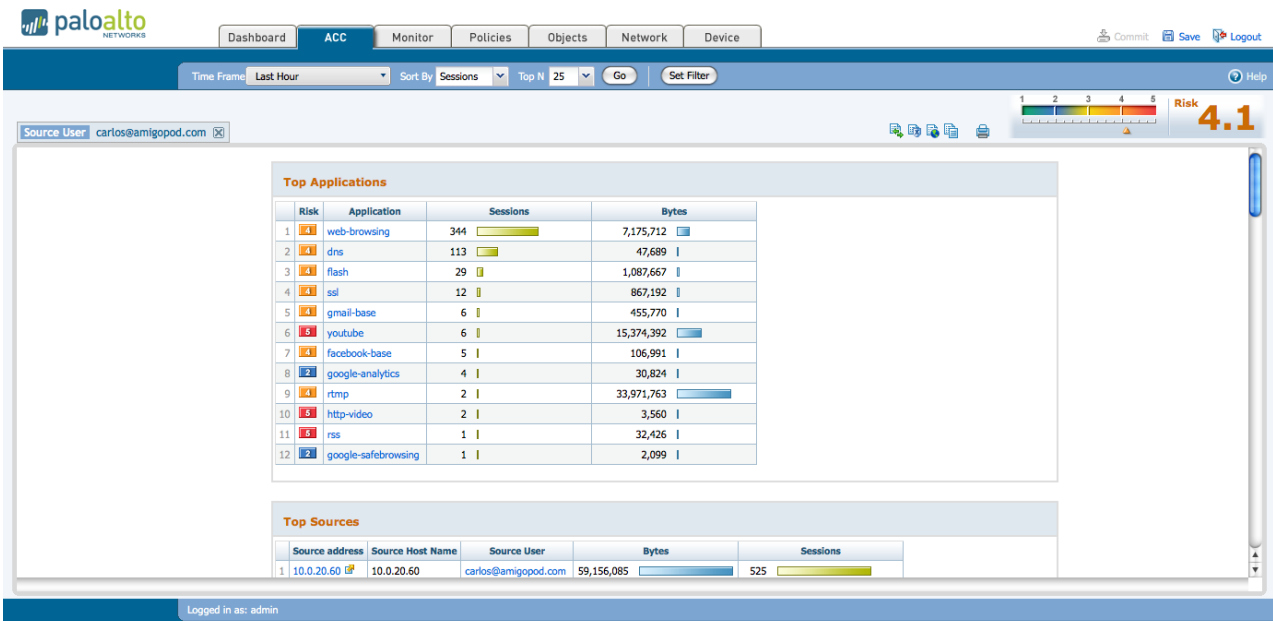 paloalto
NETWORKS
Dashboard ACC Monitor Policies Objects Network Device
Commit Save Logout
Time Frame Last Hour Sort By Sessions Top N 25 Go Set Filter
Help
1 2 3 4 5
Risk 4.1
Source User carlos@amigopod.com
Top Applications
Risk Application Sessions Bytes
1 4 web-browsing 344 7,175,712
2 4 dns 113 47,689
3 4 flash 29 1,087,667
4 4 ssl 12 867,192
5 4 gmail-base 6 455,770
6 5 youtube 6 15,374,392
7 4 facebook-base 5 106,991
8 2 google-analytics 4 30,824
9 4 rtmp 2 33,971,763
10 5 http-video 2 3,560
11 5 rss 1 32,426
12 2 google-safebrowsing 1 2,099
Top Sources
Source address Source Host Name Source User Bytes Sessions
1 10.0.20.60 10.0.20.60 carlos@amigopod.com 59,156,085 525
Logged in as: admin